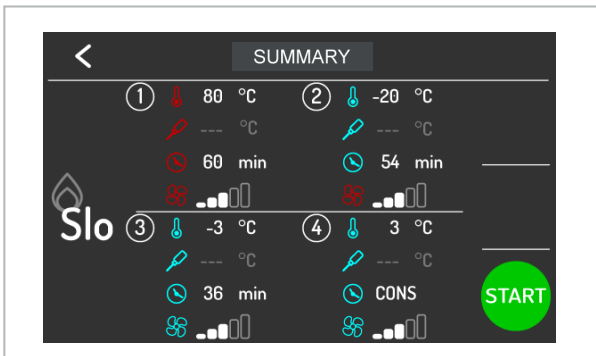 SUMMARY
1 80 °C 2 -20 °C
--- °C --- °C
60 min 54 min
Slo 3 -3 °C 4 3 °C
--- °C --- °C
36 min CONS
START